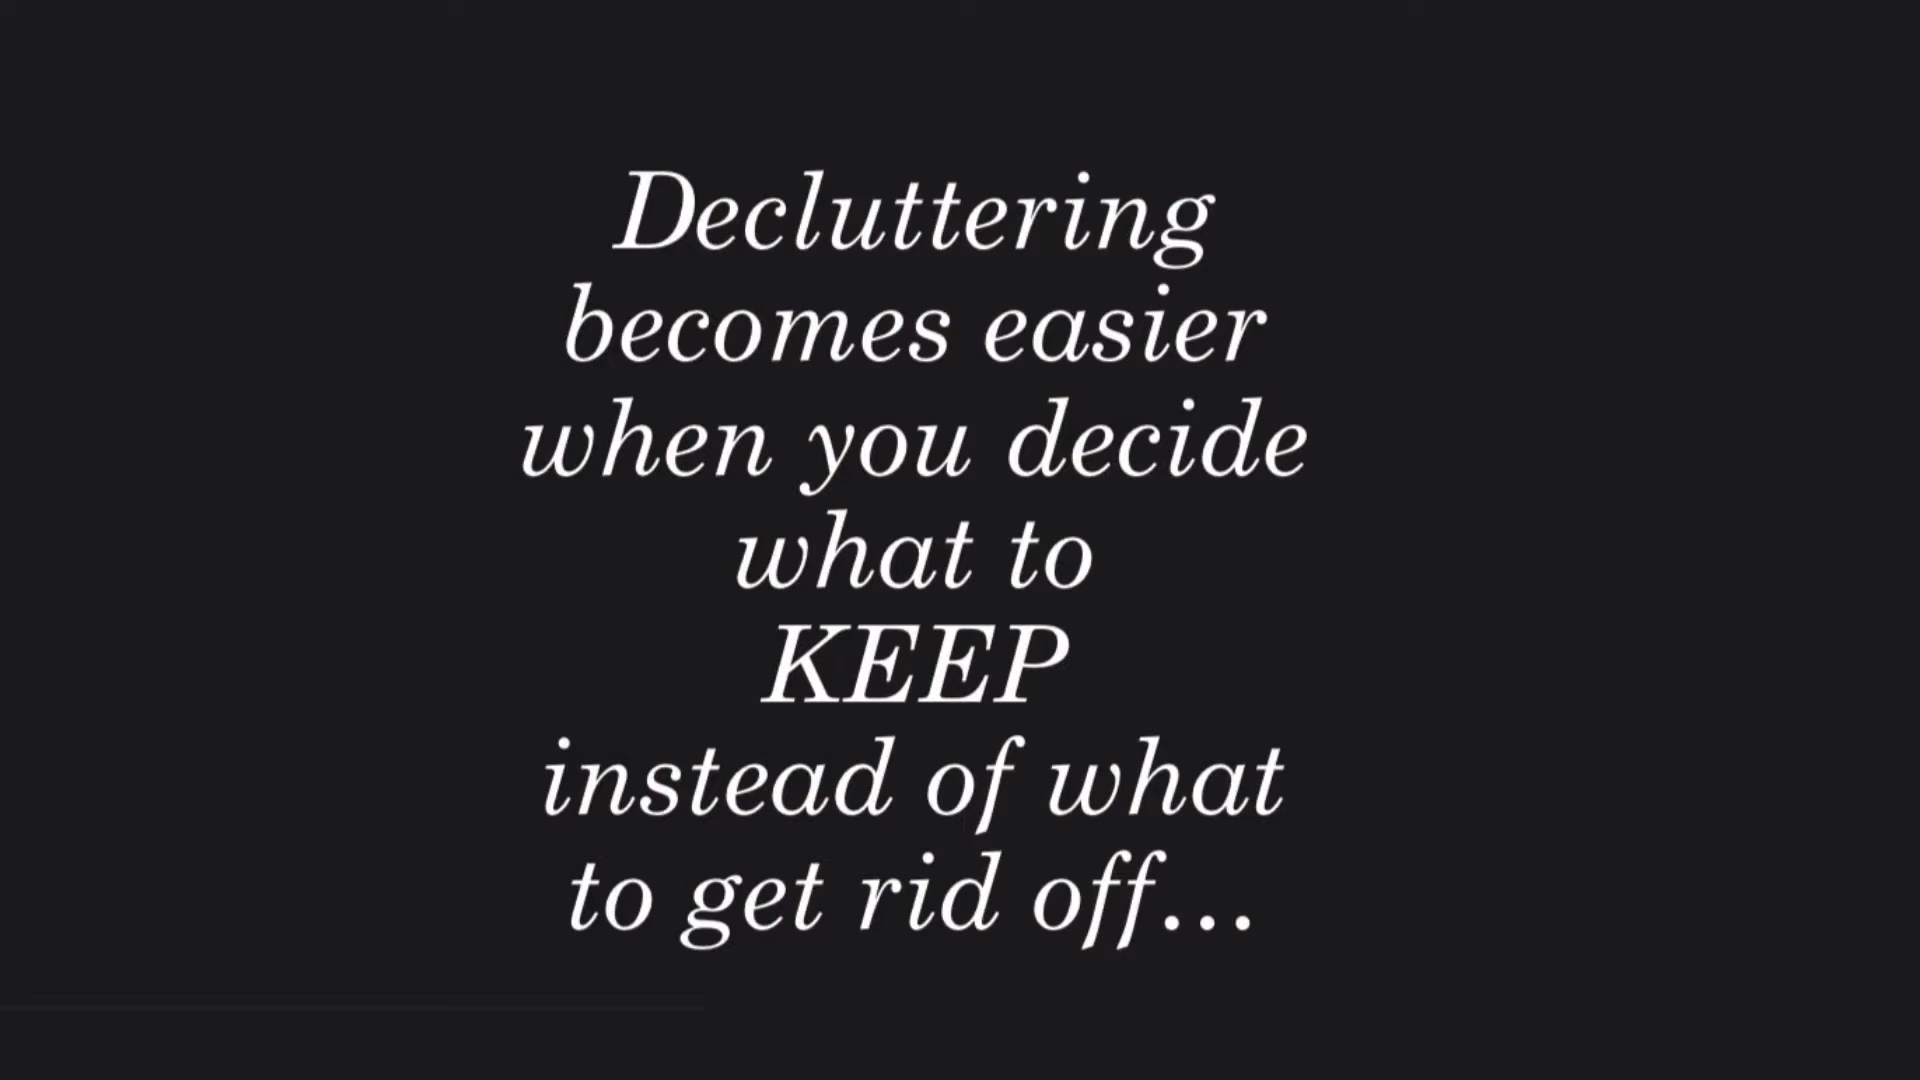 Decluttering
becomes easier
when you decide
what to
KEEP
instead of what
to get rid off...